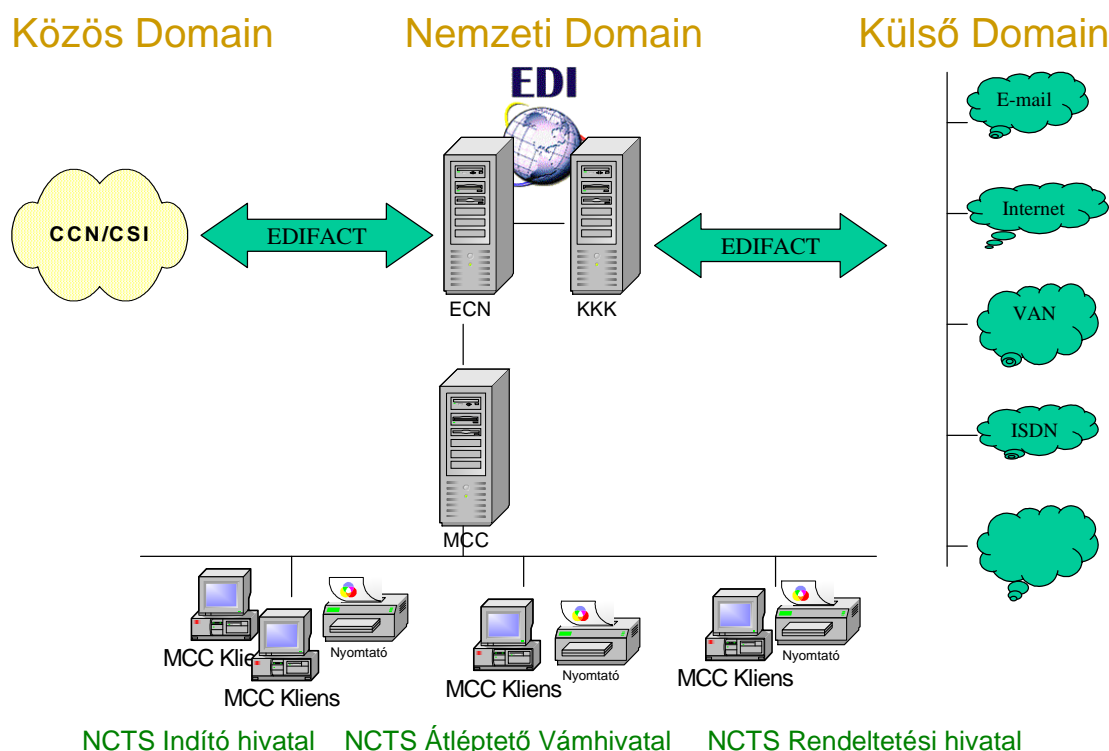 Közös Domain
Nemzeti Domain
Külső Domain
EDI
E-mail
CCN/CSI
EDIFACT
EDIFACT
Internet
ECN
KKK
VAN
ISDN
MCC
MCC Klie
Nyomtató
MCC Kliens
MCC Kliens
Nyomtató
MCC Kliens
Nyomtató
NCTS Indító hivatal
NCTS Átléptető Vámhivatal
NCTS Rendeltetési hivatal